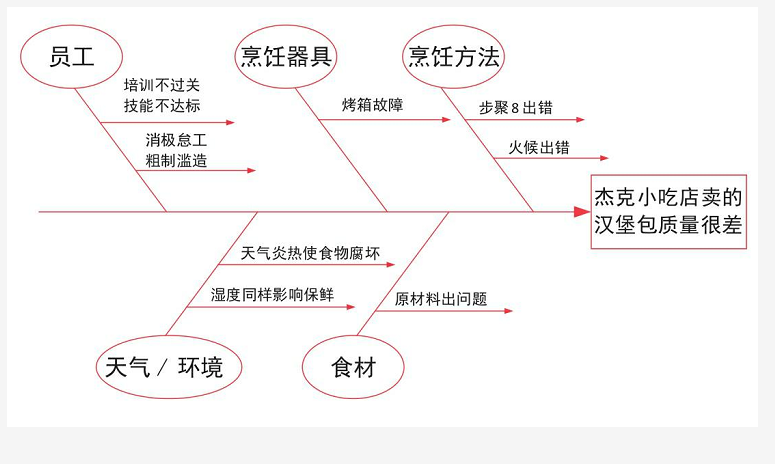 员工
烹饪器具
烹饪方法
培训不过关
技能不达标
消极怠工
粗制滥造
烤箱故障
步聚8出错
火候出错
杰克小吃店卖的
汉堡包质量很差
天气炎热使食物腐坏
湿度同样影响保鲜
原材料出问题
天气 / 环境
食材